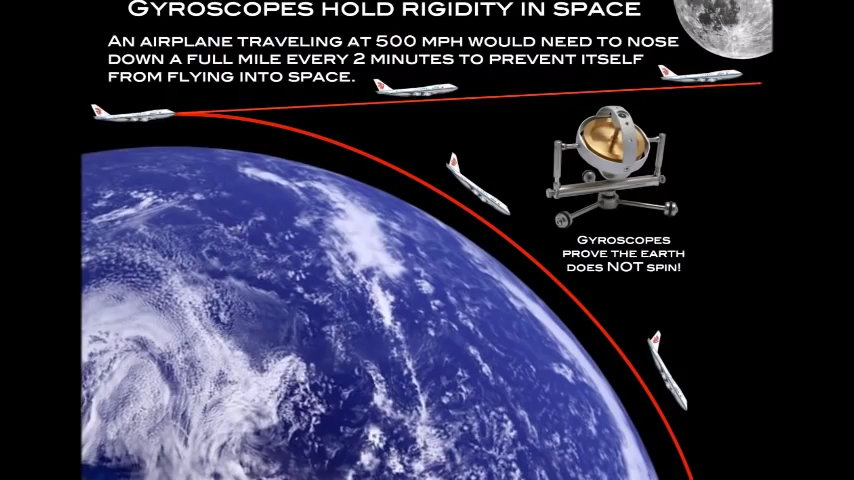 GYROSCOPES HOLD RIGIDITY IN SPACE
AN AIRPLANE TRAVELING AT 500 MPH WOULD NEED TO NOSE
DOWN A FULL MILE EVERY 2 MINUTES TO PREVENT ITSELF
FROM FLYING INTO SPACE.
GYROSCOPES
PROVE THE EARTH
DOES NOT SPIN!